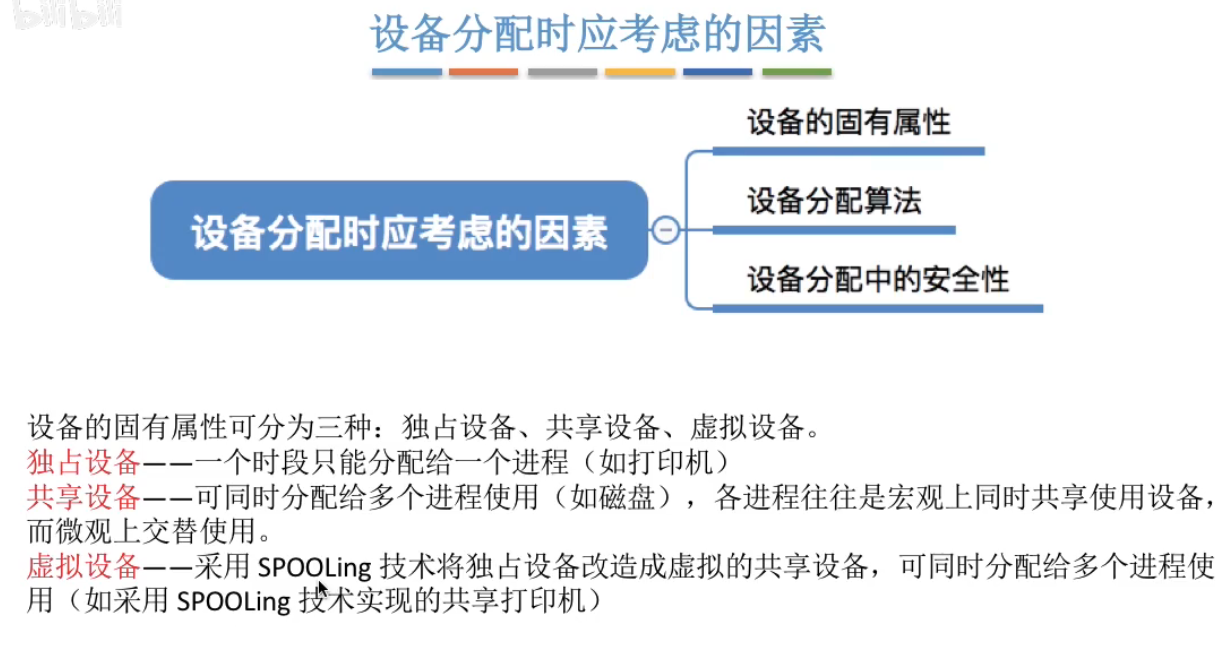 bilibili
设备分配时应考虑的因素
设备的固有属性
设备分配时应考虑的因素
设备分配算法
设备分配中的安全性
设备的固有属性可分为三种：独占设备、共享设备、虚拟设备。
独占设备——一个时段只能分配给一个进程（如打印机）
共享设备——可同时分配给多个进程使用（如磁盘），各进程往往是宏观上同时共享使用设备，
而微观上交替使用。
虚拟设备——采用 SPOOLing 技术将独占设备改造成虚拟的共享设备，可同时分配给多个进程使
用（如采用 SPOOLing 技术实现的共享打印机）